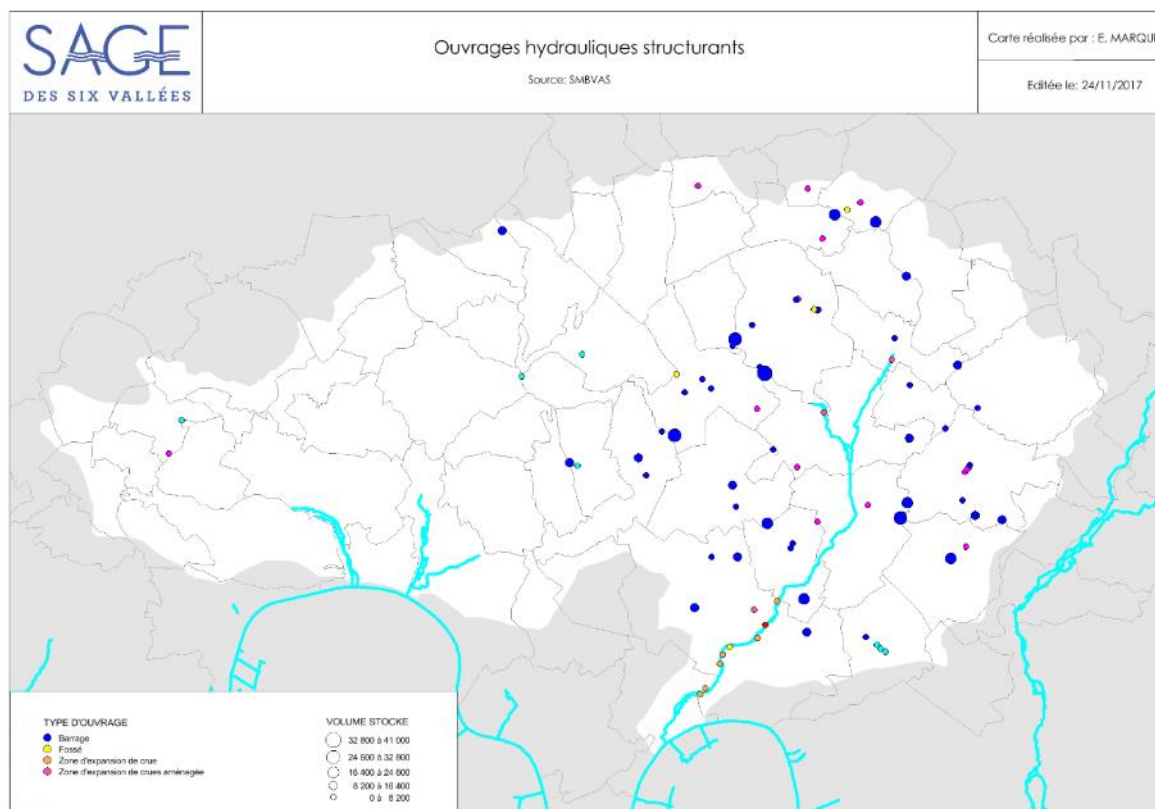 SAGE
DES SIX VALLÉES
Ouvrages hydrauliques structurants
Source: SMBVAS
Carte réalisée par : E. MARQU
Editée le: 24/11/2017
TYPE D'OUVRAGE
Barrage
Fossé
Zone d'expansion de crue
Zone d'expansion de crues aménagée
VOLUME STOCKE
32 800 à 41 000
24 600 à 32 800
16 400 à 24 600
8 200 à 16 400
0 à 8 200